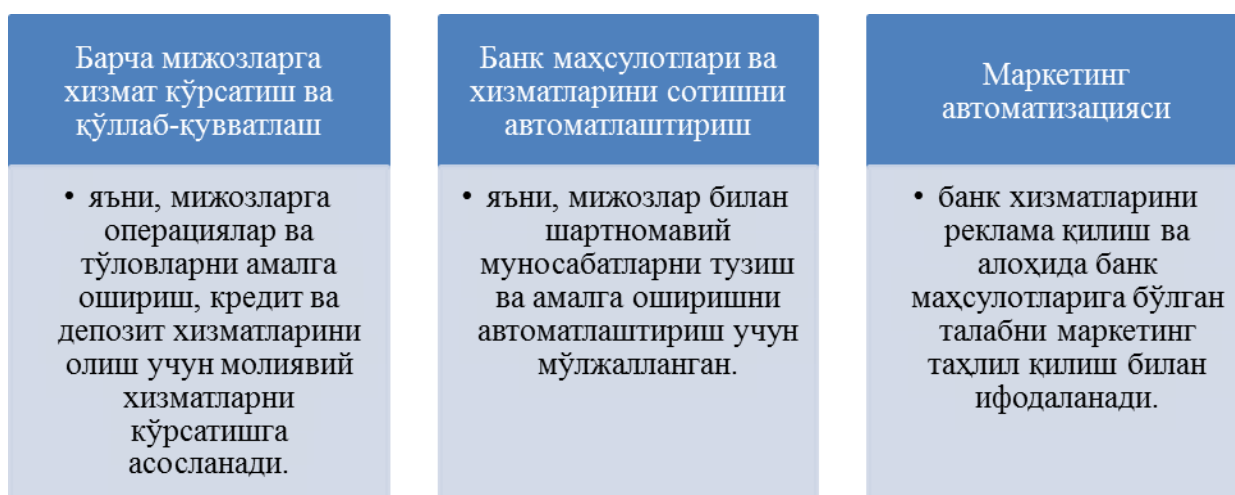 Барча мижозларга
хизмат кўрсатиш ва
қўллаб-қувватлаш
• яъни, мижозларга
операциялар ва
тўловларни амалга
ошириш, кредит ва
депозит хизматларини
олиш учун молиявий
хизматларни
кўрсатишга
асосланади.
Банк маҳсулотлари ва
хизматларини сотишни
автоматлаштириш
• яъни, мижозлар билан
шартномавий
муносабатларни тузиш
ва амалга оширишни
автоматлаштириш учун
мўлжалланган.
Маркетинг
автоматизацияси
• банк хизматларини
реклама қилиш ва
алоҳида банк
маҳсулотларига бўлган
талабни маркетинг
таҳлил қилиш билан
ифодаланади.